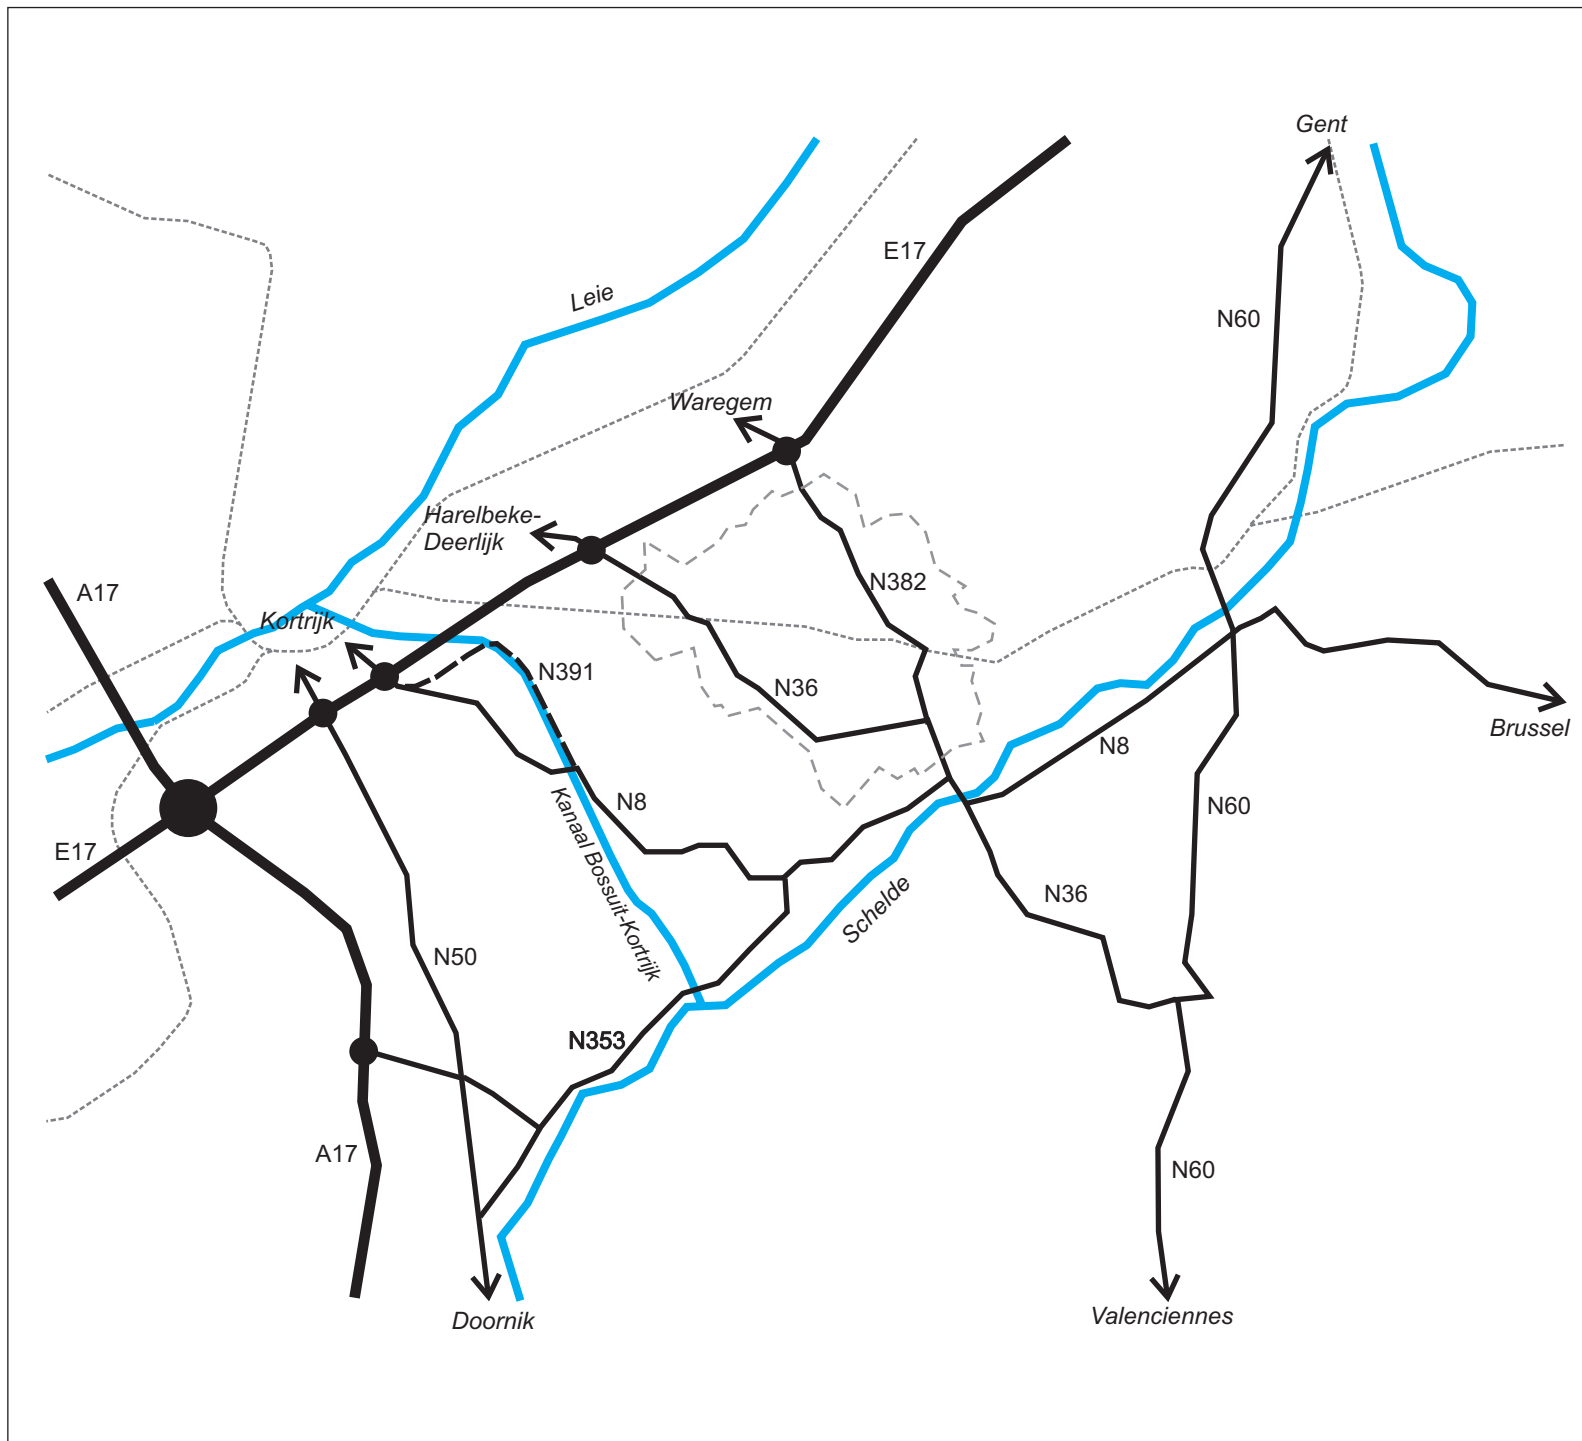 Gent
E17
Leie
N60
Waregem
Harelbeke-
Deerlijk
N382
A17
Kortrijk
N391
N36
Brussel
N8
N8
N60
E17
Kanaal Bossuit-Kortrijk
Schelde
N36
N50
N353
A17
N60
Doornik
Valenciennes